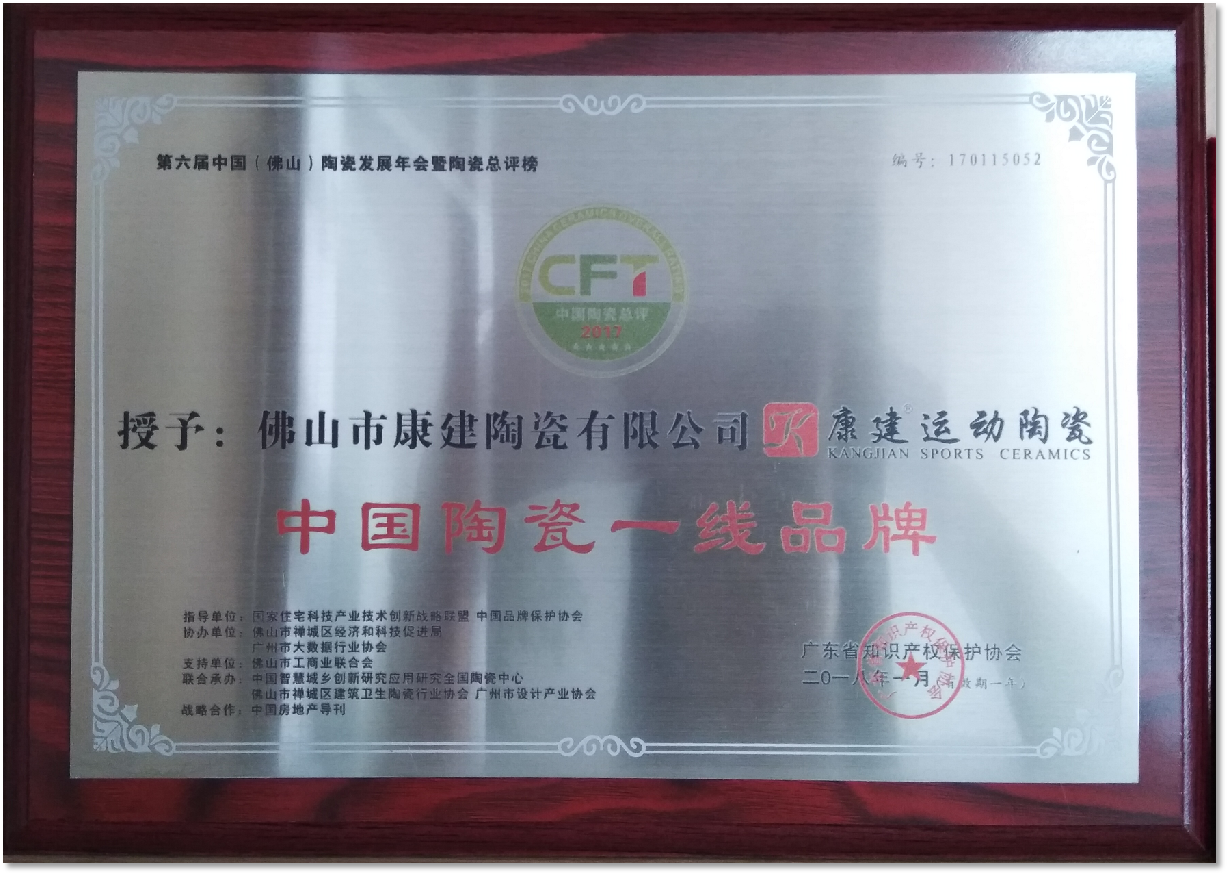 第六届中国（佛山）陶瓷发展年会暨陶瓷总评榜
编号：170115052
2017 CHINA CERAMICS OVERALL RATING
CFT
中国陶瓷总评
2017
授予：佛山市康建陶瓷有限公司 康建®运动陶瓷
KANGJIAN SPORTS CERAMICS
中国陶瓷一线品牌
指导单位：国家住宅科技产业技术创新战略联盟 中国品牌保护协会
协办单位：佛山市禅城区经济和科技促进局
广州市大数据行业协会
支持单位：佛山市工商业联合会
联合承办：中国智慧城乡创新研究应用研究全国陶瓷中心
佛山市禅城区建筑卫生陶瓷行业协会 广州市设计产业协会
战略合作：中国房地产导刊
广东省知识产权保护协会
二〇一八年一月（有效期一年）